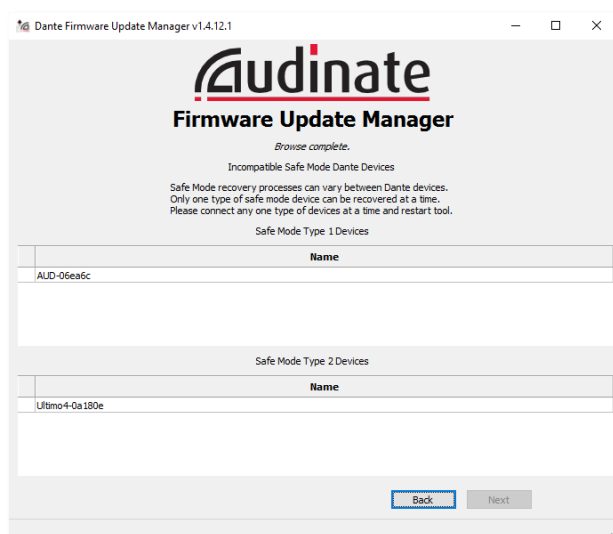 Dante Firmware Update Manager v1.4.12.1
Audinate
Firmware Update Manager
Browse complete.
Incompatible Safe Mode Dante Devices
Safe Mode recovery processes can vary between Dante devices.
Only one type of safe mode device can be recovered at a time.
Please connect any one type of devices at a time and restart tool.
Safe Mode Type 1 Devices
Name
AUD-06ea6c
Safe Mode Type 2 Devices
Name
Ultimo4-0a180e
Back Next